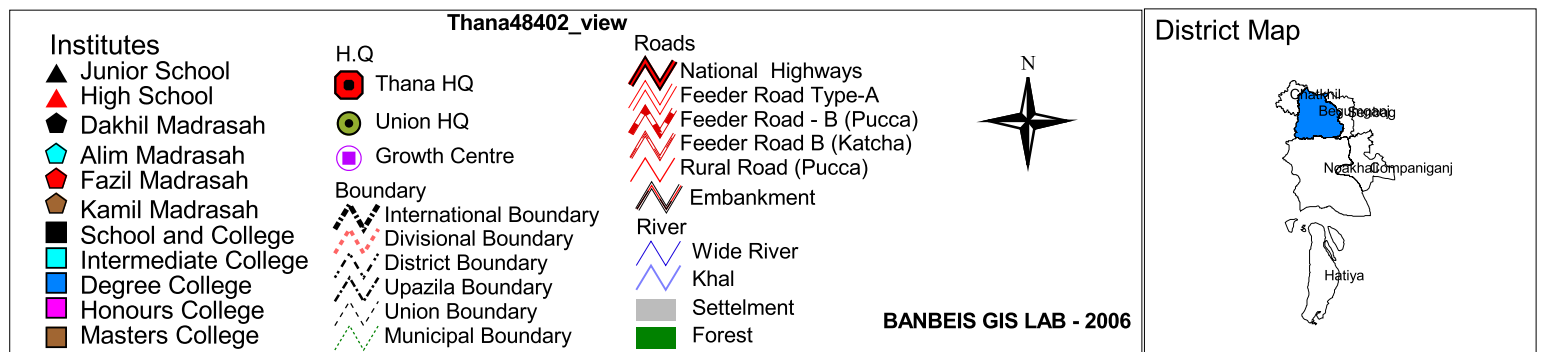 Thana48402_view
Institutes
Junior School
High School
Dakhil Madrasah
Alim Madrasah
Fazil Madrasah
Kamil Madrasah
School and College
Intermediate College
Degree College
Honours College
Masters College
H.Q
Thana HQ
Union HQ
Growth Centre
Boundary
International Boundary
Divisional Boundary
District Boundary
Upazila Boundary
Union Boundary
Municipal Boundary
Roads
National Highways
Feeder Road Type-A
Feeder Road - B (Pucca)
Feeder Road B (Katcha)
Rural Road (Pucca)
Embankment
River
Wide River
Khal
Settelment
Forest
N
BANBEIS GIS LAB - 2006
District Map
Chatkhil
Begumganj
Senbag
Noakhali
Companiganj
Hatiya